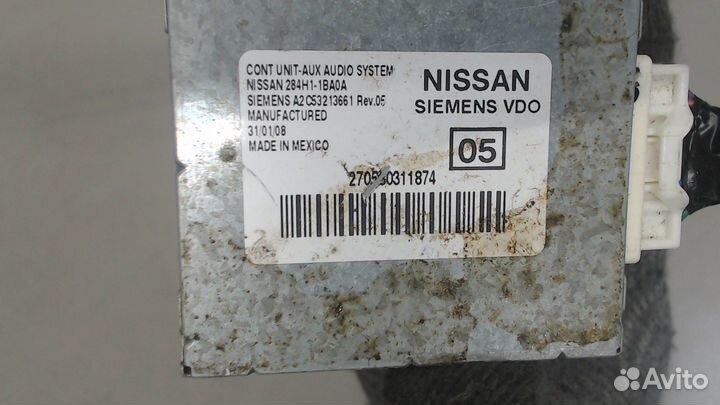 CONT UNIT-AUX AUDIO SYSTEM
NISSAN 284H1-1BA0A
SIEMENS A2C53213661 Rev.05
MANUFACTURED
31/01/08
MADE IN MEXICO
NISSAN
SIEMENS VDO
05
Avito